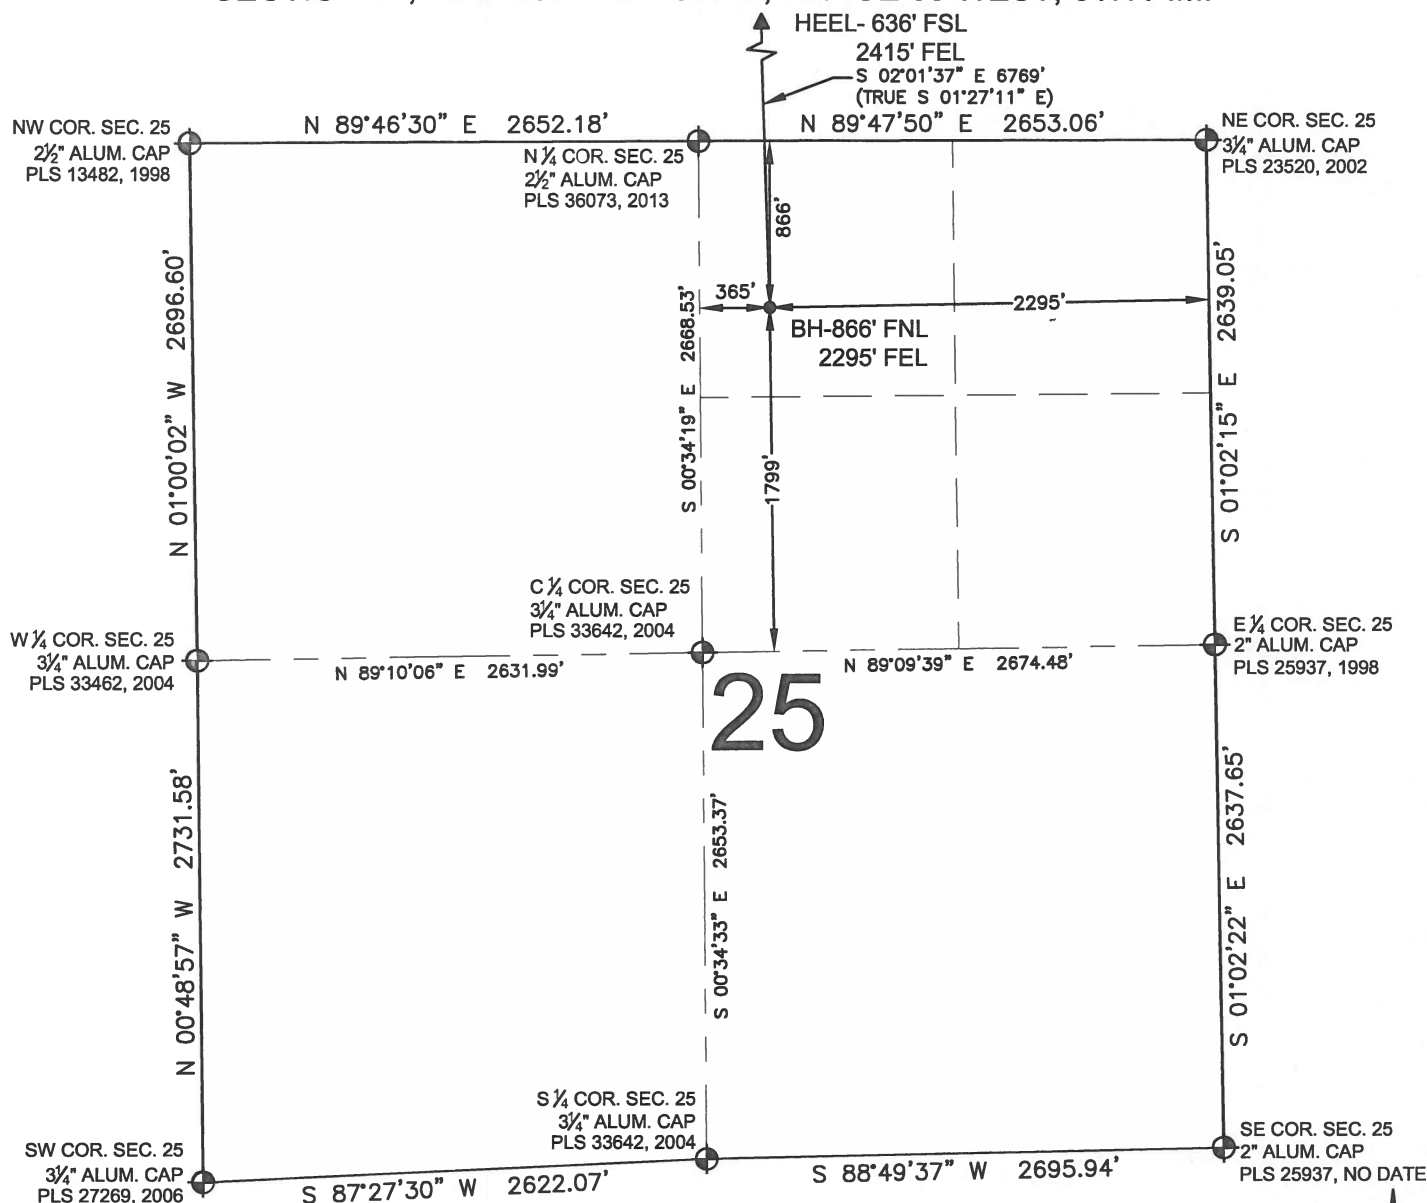 HEEL- 636' FSL
2415' FEL
S 02°01'37" E 6769'
(TRUE S 01°27'11" E)
NW COR. SEC. 25
2½" ALUM. CAP
PLS 13482, 1998
N 89°46'30" E 2652.18'
N ¼ COR. SEC. 25
2½" ALUM. CAP
PLS 36073, 2013
N 89°47'50" E 2653.06'
NE COR. SEC. 25
3¼" ALUM. CAP
PLS 23520, 2002
866'
365'
2295'
BH-866' FNL
2295' FEL
N 01°00'02" W 2696.60'
S 00°34'19" E 2668.53'
S 01°02'15" E 2639.05'
1799'
C ¼ COR. SEC. 25
3¼" ALUM. CAP
PLS 33642, 2004
W ¼ COR. SEC. 25
3¼" ALUM. CAP
PLS 33462, 2004
N 89°10'06" E 2631.99'
N 89°09'39" E 2674.48'
E ¼ COR. SEC. 25
2" ALUM. CAP
PLS 25937, 1998
25
N 00°48'57" W 2731.58'
S 00°34'33" E 2653.37'
S 01°02'22" E 2637.65'
S ¼ COR. SEC. 25
3¼" ALUM. CAP
PLS 33642, 2004
SW COR. SEC. 25
3¼" ALUM. CAP
PLS 27269, 2006
S 87°27'30" W 2622.07'
S 88°49'37" W 2695.94'
SE COR. SEC. 25
2" ALUM. CAP
PLS 25937, NO DATE